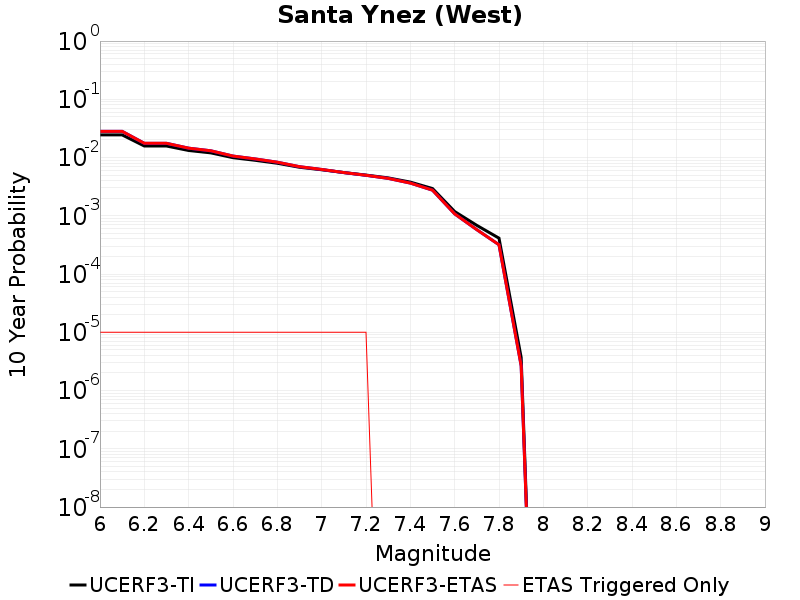 Santa Ynez (West)
10 Year Probability
10^0
10^-1
10^-2
10^-3
10^-4
10^-5
10^-6
10^-7
10^-8
6 6.2 6.4 6.6 6.8 7 7.2 7.4 7.6 7.8 8 8.2 8.4 8.6 8.8 9
Magnitude
UCERF3-TI UCERF3-TD UCERF3-ETAS ETAS Triggered Only